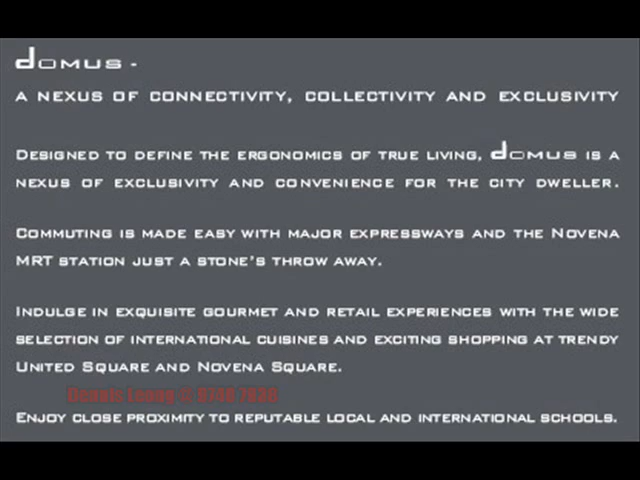 domus -
A NEXUS OF CONNECTIVITY, COLLECTIVITY AND EXCLUSIVITY
DESIGNED TO DEFINE THE ERGONOMICS OF TRUE LIVING, domus IS A
NEXUS OF EXCLUSIVITY AND CONVENIENCE FOR THE CITY DWELLER.
COMMUTING IS MADE EASY WITH MAJOR EXPRESSWAYS AND THE NOVENA
MRT STATION JUST A STONE'S THROW AWAY.
INDULGE IN EXQUISITE GOURMET AND RETAIL EXPERIENCES WITH THE WIDE
SELECTION OF INTERNATIONAL CUISINES AND EXCITING SHOPPING AT TRENDY
UNITED SQUARE AND NOVENA SQUARE.
Dennis
ENJOY CLOSE PROXIMITY TO REPUTABLE LOCAL AND INTERNATIONAL SCHOOLS.